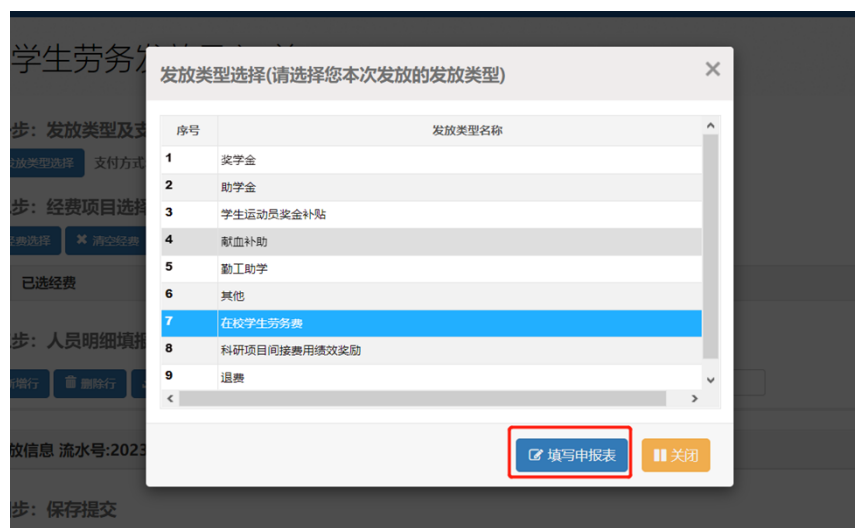 学生劳务
发放类型选择(请选择您本次发放的发放类型)
步：发放类型及支
放类型选择 支付方式
步：经费项目选择
费选择 清空经费
已选经费
步：人员明细填报
增行 删除行
放信息 流水号:2023
步：保存提交
序号 发放类型名称
1 奖学金
2 助学金
3 学生运动员奖金补贴
4 献血补助
5 勤工助学
6 其他
7 在校学生劳务费
8 科研项目间接费用绩效奖励
9 退费
填写申报表 关闭